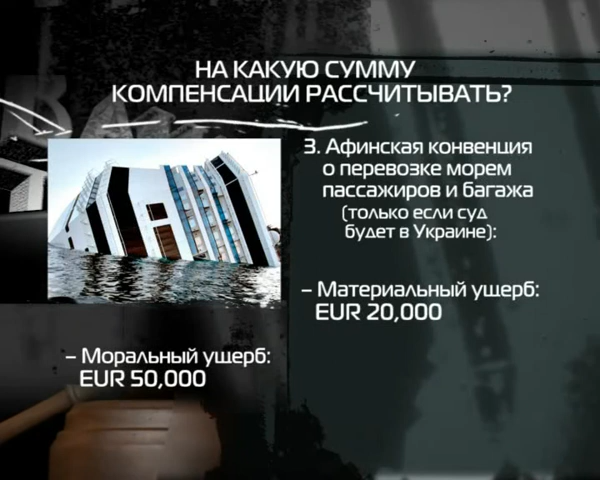 НА КАКУЮ СУММУ
КОМПЕНСАЦИИ РАССЧИТЫВАТЬ?
3. Афинская конвенция
о перевозке морем
пассажиров и багажа
(только если суд
будет в Украине):
– Материальный ущерб:
EUR 20,000
– Моральный ущерб:
EUR 50,000